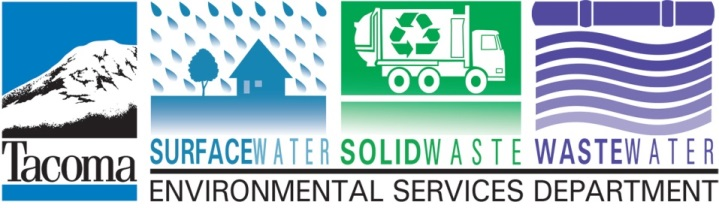 Tacoma
SURFACEWATER SOLIDWASTE WASTEWATER
ENVIRONMENTAL SERVICES DEPARTMENT